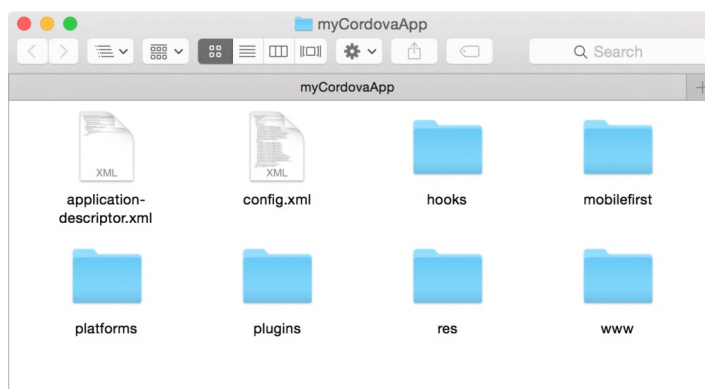 myCordovaApp
Search
myCordovaApp
XML
XML
application-
descriptor.xml
config.xml
hooks
mobilefirst
platforms
plugins
res
www